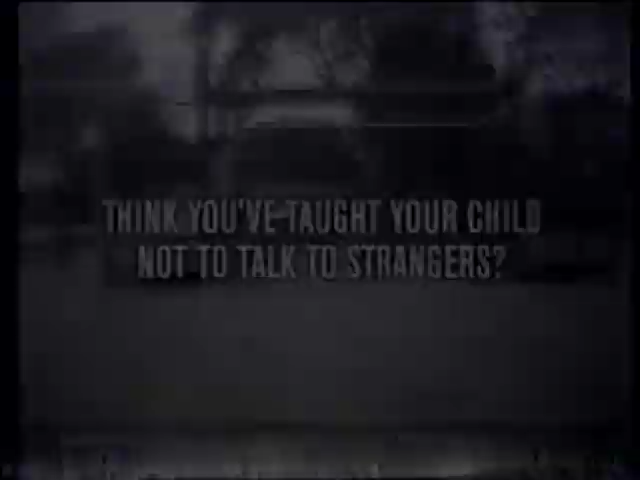 THINK YOU'VE TAUGHT YOUR CHILD
NOT TO TALK TO STRANGERS?